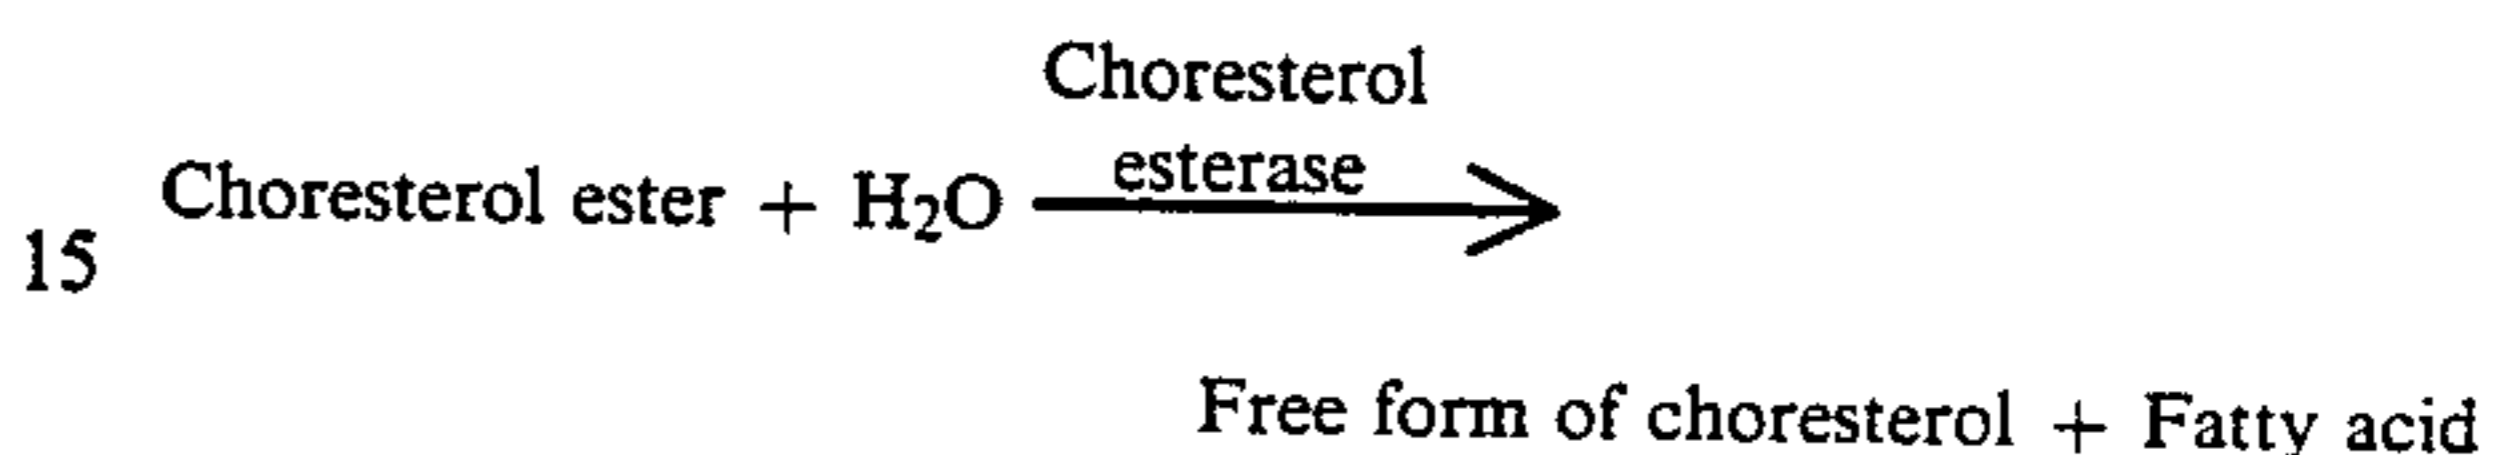 Choresterol
esterase
Choresterol ester + H₂O ⟶
15
Free form of choresterol + Fatty acid